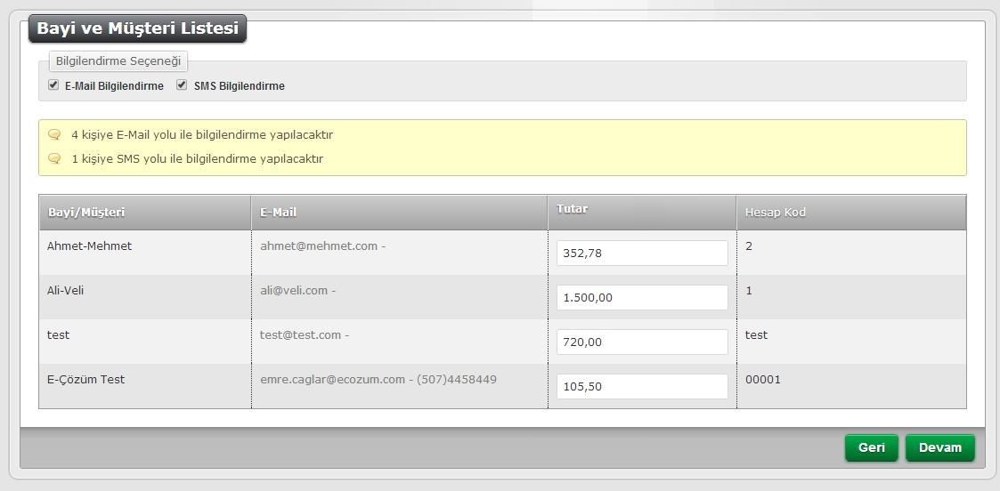 Bayi ve Müşteri Listesi
Bilgilendirme Seçeneği
E-Mail Bilgilendirme SMS Bilgilendirme
4 kişiye E-Mail yolu ile bilgilendirme yapılacaktır
1 kişiye SMS yolu ile bilgilendirme yapılacaktır
Bayi/Müşteri E-Mail Tutar Hesap Kod
Ahmet-Mehmet ahmet@mehmet.com - 352,78 2
Ali-Veli ali@veli.com - 1.500,00 1
test test@test.com - 720,00 test
E-Çözüm Test emre.caglar@ecozum.com - (507)4458449 105,50 00001
Geri Devam